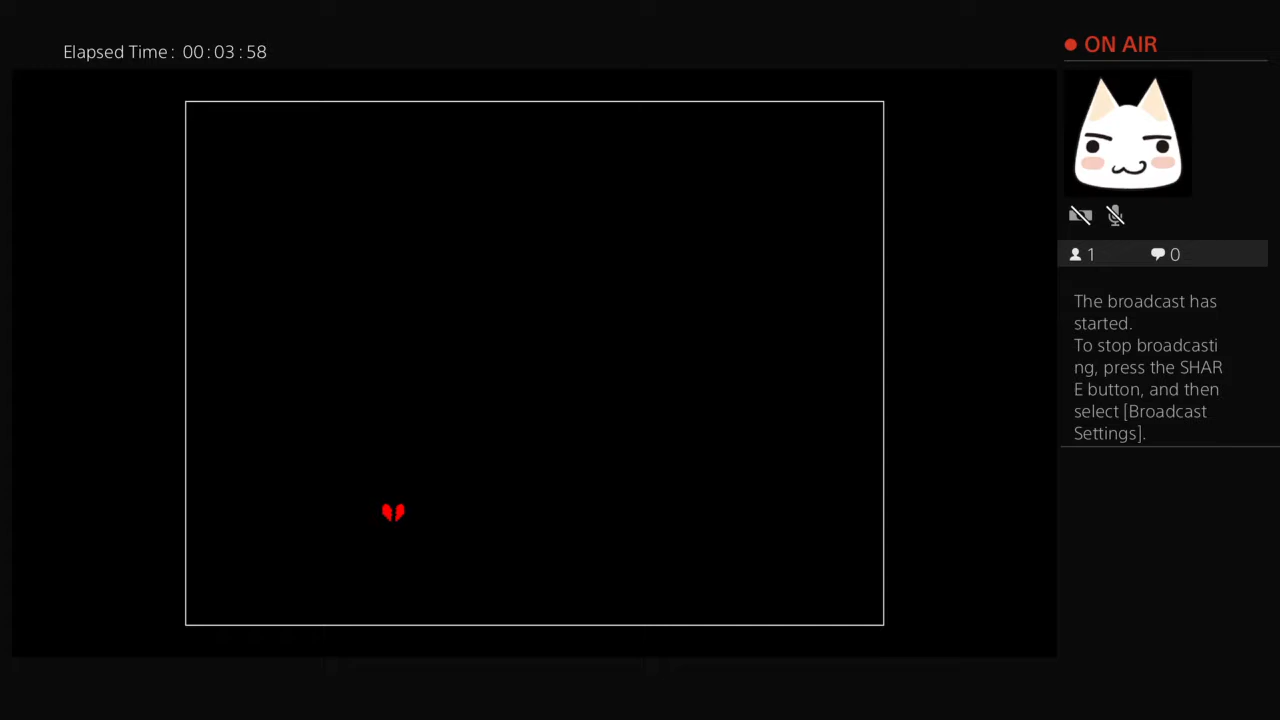 Elapsed Time: 00:03:58
ON AIR
1 0
The broadcast has
started.
To stop broadcasti
ng, press the SHAR
E button, and then
select [Broadcast
Settings].